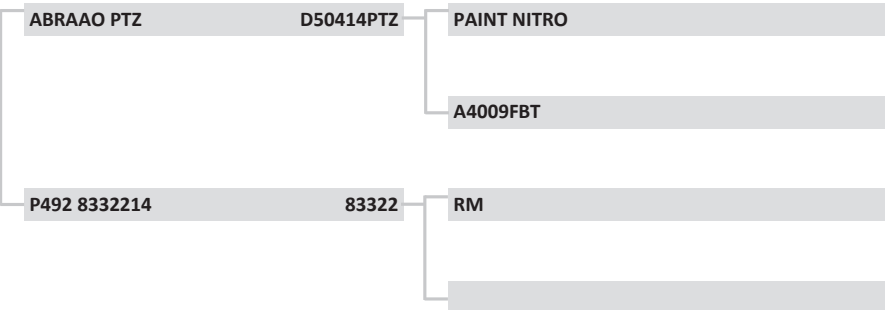 ABRAAO PTZ D50414PTZ PAINT NITRO
A4009FBT
P492 8332214 83322 RM